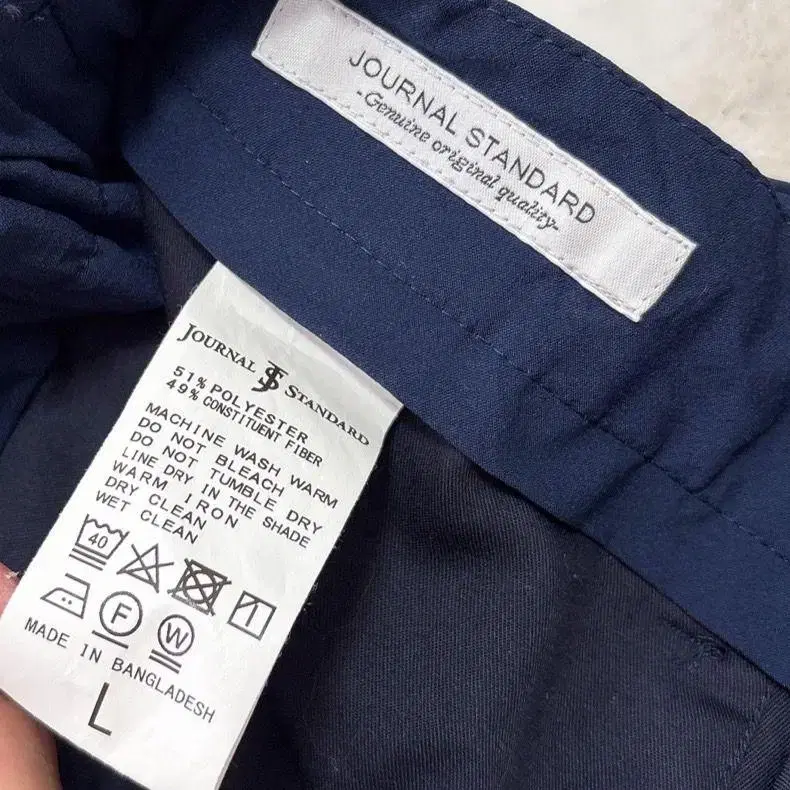 JOURNAL STANDARD
-Genuine original quality-
JOURNAL JS STANDARD
51% POLYESTER
49% CONSTITUENT FIBER
MACHINE WASH WARM
DO NOT BLEACH
DO NOT TUMBLE DRY
LINE DRY IN THE SHADE
WARM IRON
DRY CLEAN
WET CLEAN
40
F W
MADE IN BANGLADESH
L